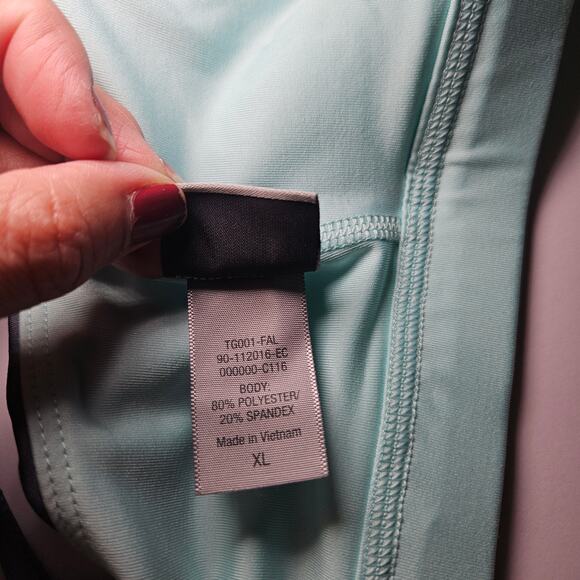 TG001-FAL
90-112016-EC
000000-C116
BODY:
80% POLYESTER/
20% SPANDEX
Made in Vietnam
XL